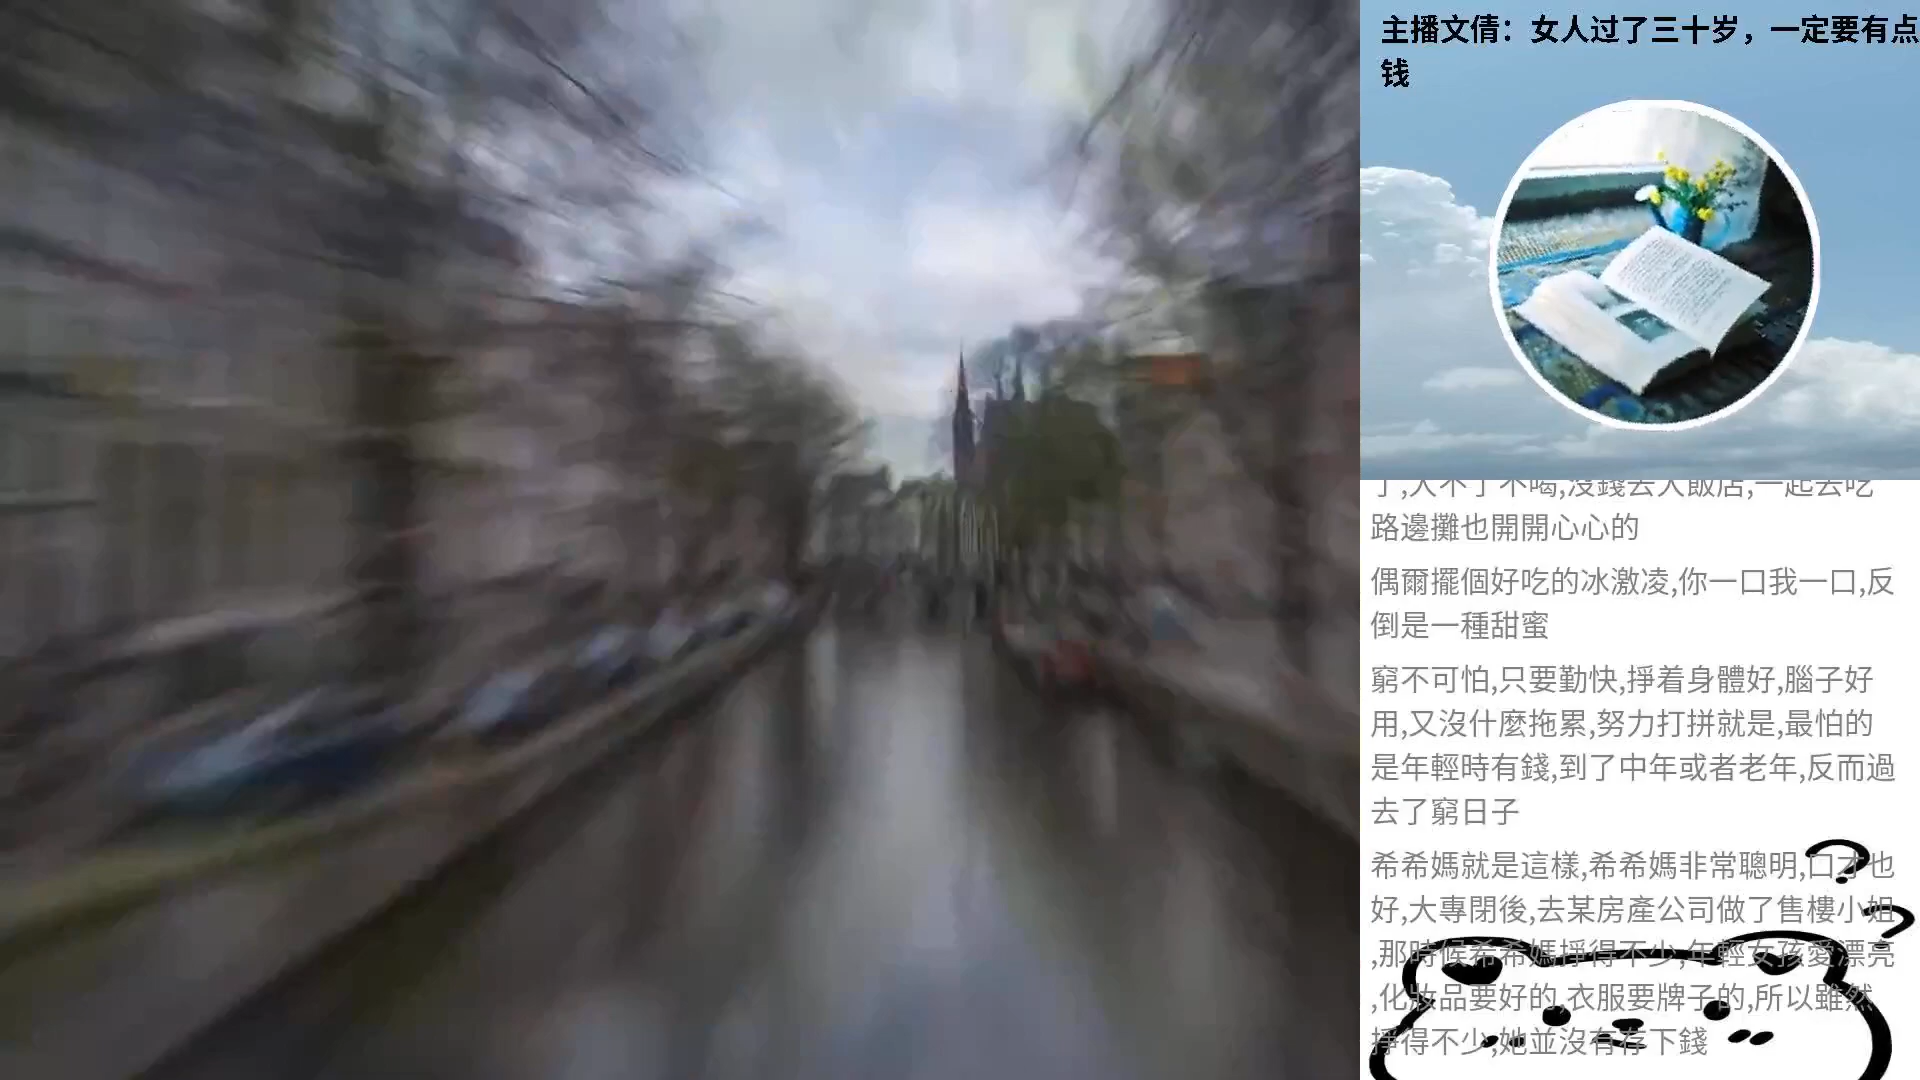 主播文倩：女人过了三十岁，一定要有点
钱
路邊攤也開開心心的
偶爾擺個好吃的冰激凌,你一口我一口,反
倒是一種甜蜜
窮不可怕,只要勤快,掙着身體好,腦子好
用,又沒什麼拖累,努力打拼就是,最怕的
是年輕時有錢,到了中年或者老年,反而過
去了窮日子
希希媽就是這樣,希希媽非常聰明,口才也
好,大專閉後,去某房產公司做了售樓小姐
,那時候希希媽掙得不少,年輕女孩愛漂亮
,化妝品要好的,衣服要牌子的,所以雖然
掙得不少,她並沒有存下錢